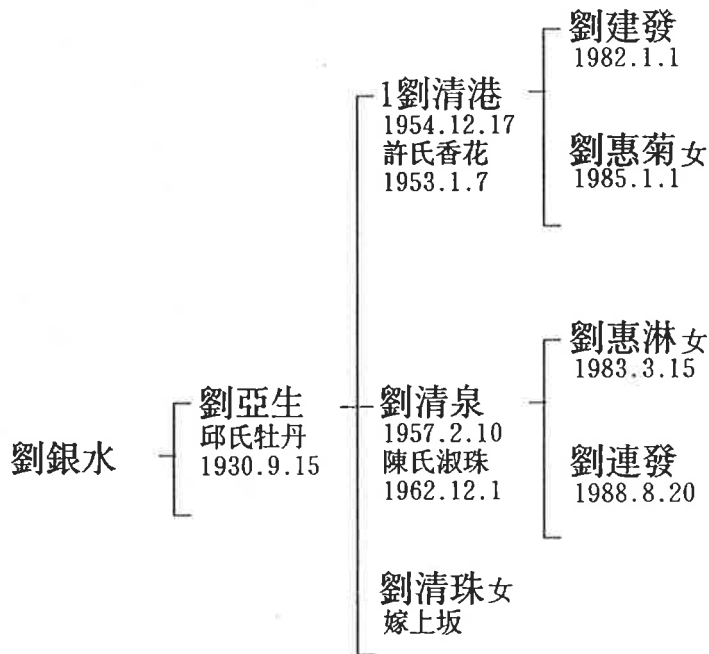 劉銀水
劉亞生
邱氏牡丹
1930.9.15
1劉清港
1954.12.17
許氏香花
1953.1.7
劉建發
1982.1.1
劉惠菊女
1985.1.1
劉清泉
1957.2.10
陳氏淑珠
1962.12.1
劉惠淋女
1983.3.15
劉連發
1988.8.20
劉清珠女
嫁上坂